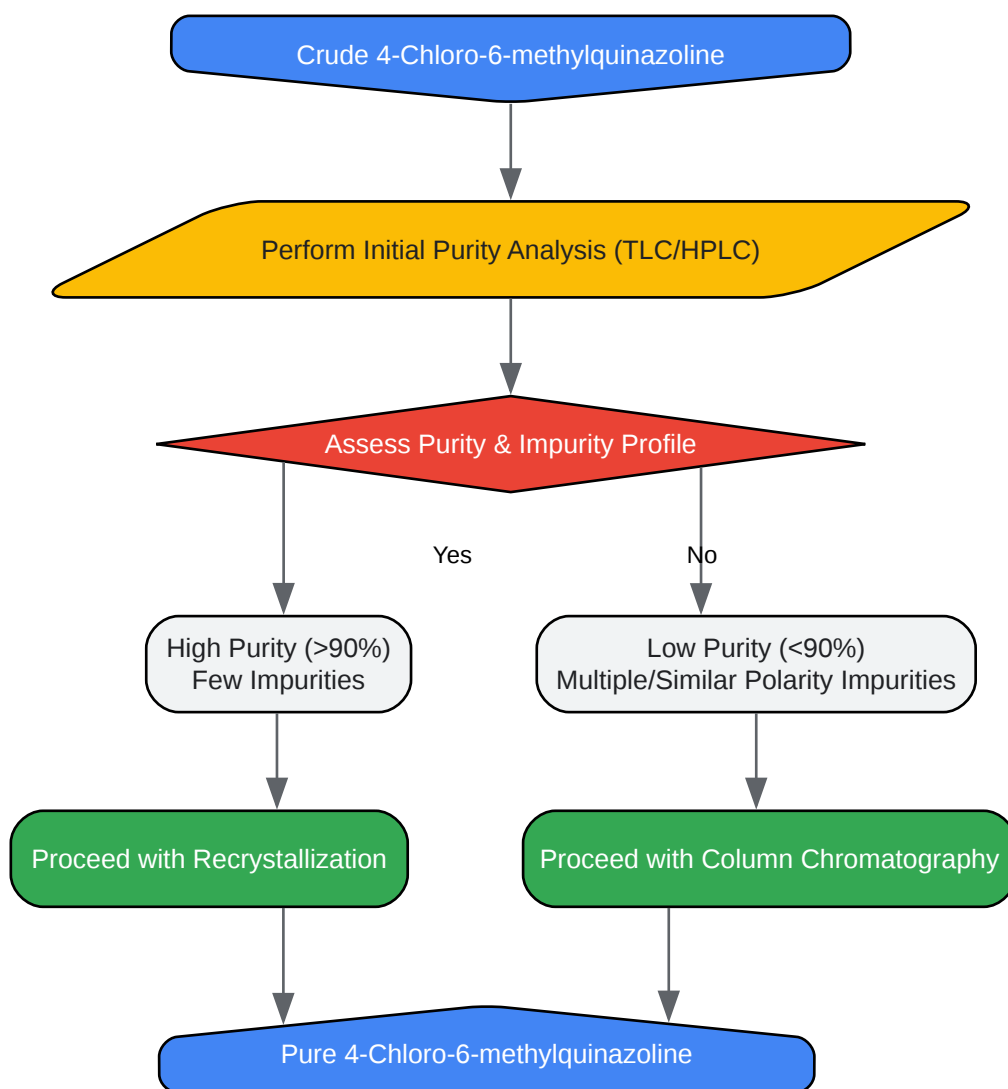 Crude 4-Chloro-6-methylquinazoline
Perform Initial Purity Analysis (TLC/HPLC)
Assess Purity & Impurity Profile
Yes
No
High Purity (>90%)
Few Impurities
Low Purity (<90%)
Multiple/Similar Polarity Impurities
Proceed with Recrystallization
Proceed with Column Chromatography
Pure 4-Chloro-6-methylquinazoline